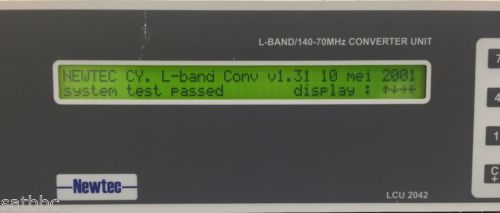 L-BAND/140-70MHz CONVERTER UNIT
NEWTEC CY. L-band Conv v1.31 10 mei 2001
system test passed display : ↑↓→←
7
4
1
C +
Newtec
LCU 2042
© satbbc